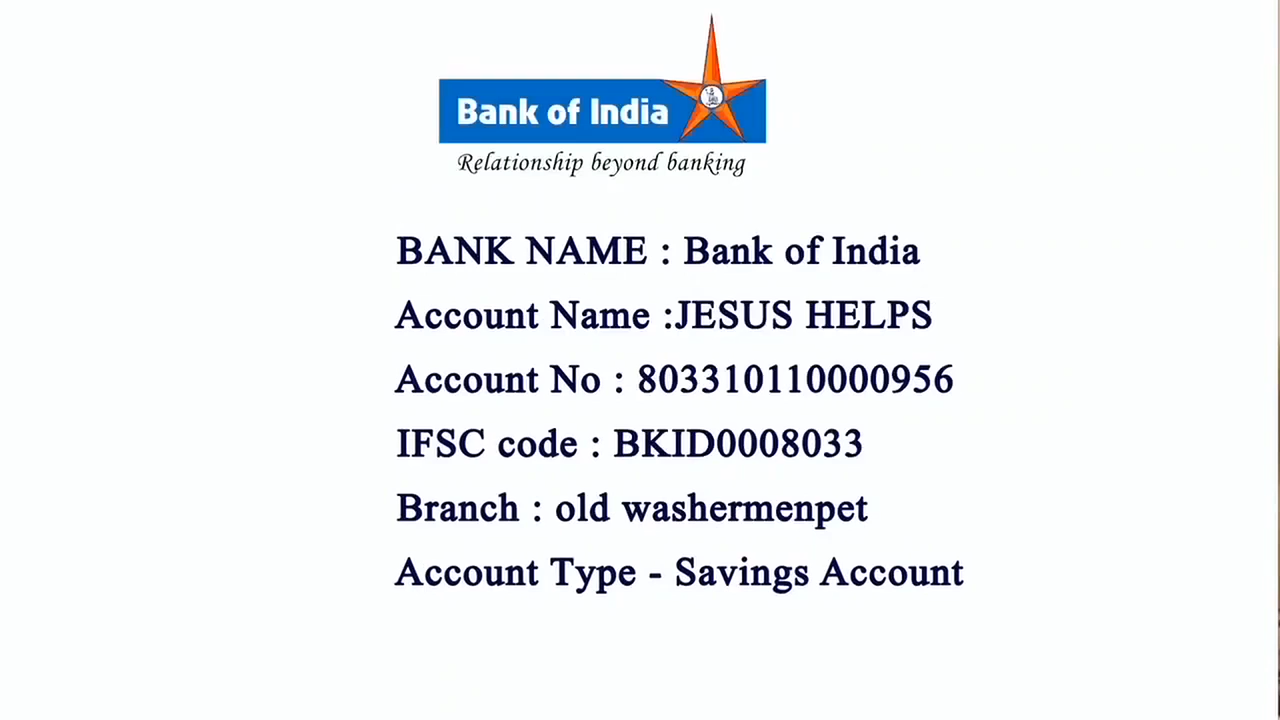 Bank of India
Relationship beyond banking
BANK NAME : Bank of India
Account Name :JESUS HELPS
Account No : 803310110000956
IFSC code : BKID0008033
Branch : old washermenpet
Account Type - Savings Account